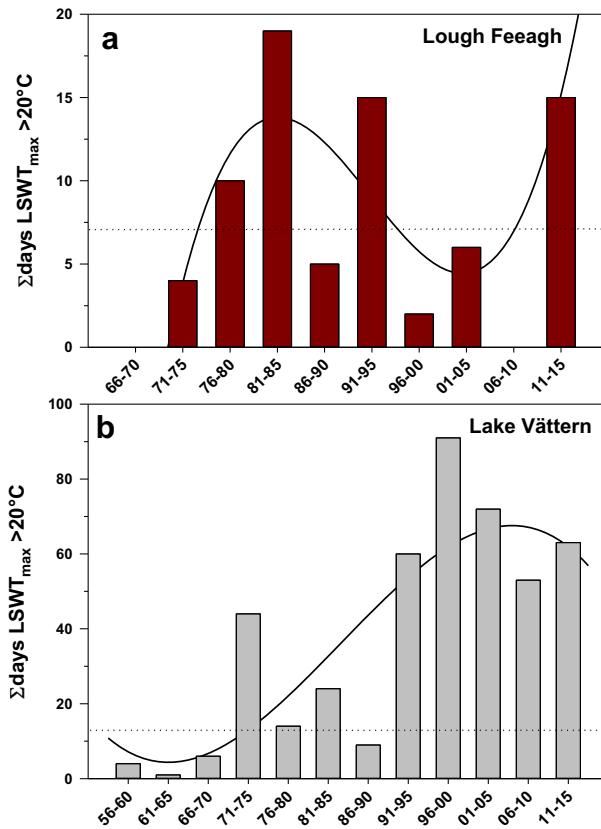 a
Lough Feeagh
20
15
10
5
0
Σdays LSWTmax >20°C
66-70 71-75 76-80 81-85 86-90 91-95 96-00 01-05 06-10 11-15
b
Lake Vättern
100
80
60
40
20
0
Σdays LSWTmax >20°C
56-60 61-65 66-70 71-75 76-80 81-85 86-90 91-95 96-00 01-05 06-10 11-15